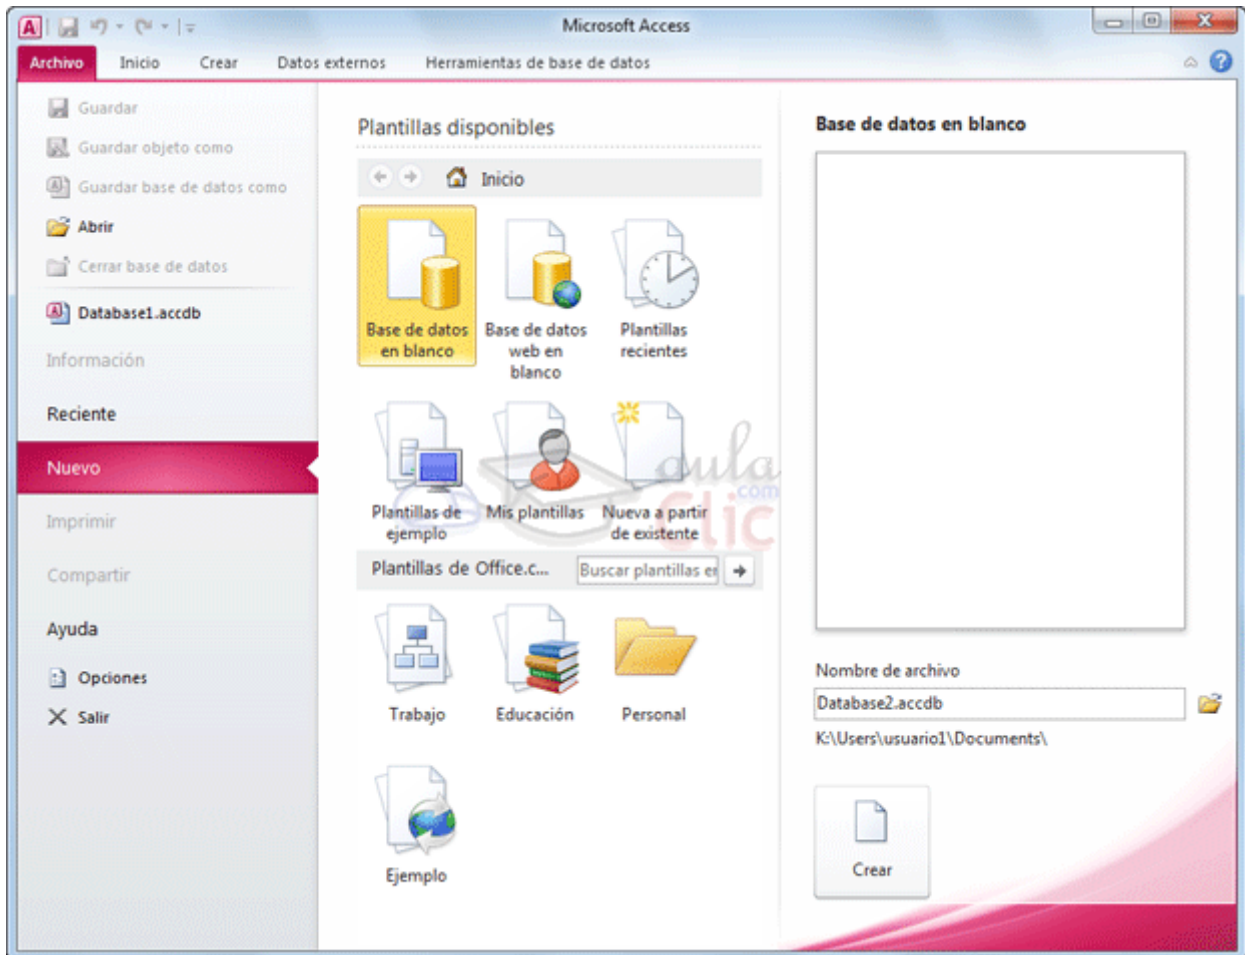 Microsoft Access
Archivo Inicio Crear Datos externos Herramientas de base de datos
Guardar
Guardar objeto como
Guardar base de datos como
Abrir
Cerrar base de datos
Database1.accdb
Información
Reciente
Nuevo
Imprimir
Compartir
Ayuda
Opciones
Salir
Plantillas disponibles
Inicio
Base de datos
en blanco
Base de datos
web en
blanco
Plantillas
recientes
Plantillas de
ejemplo
Mis plantillas
Nueva a partir
de existente
aula
.com
Clic
Plantillas de Office.c...
Buscar plantillas en
Trabajo
Educación
Personal
Ejemplo
Base de datos en blanco
Nombre de archivo
Database2.accdb
K:\Users\usuario1\Documents\
Crear